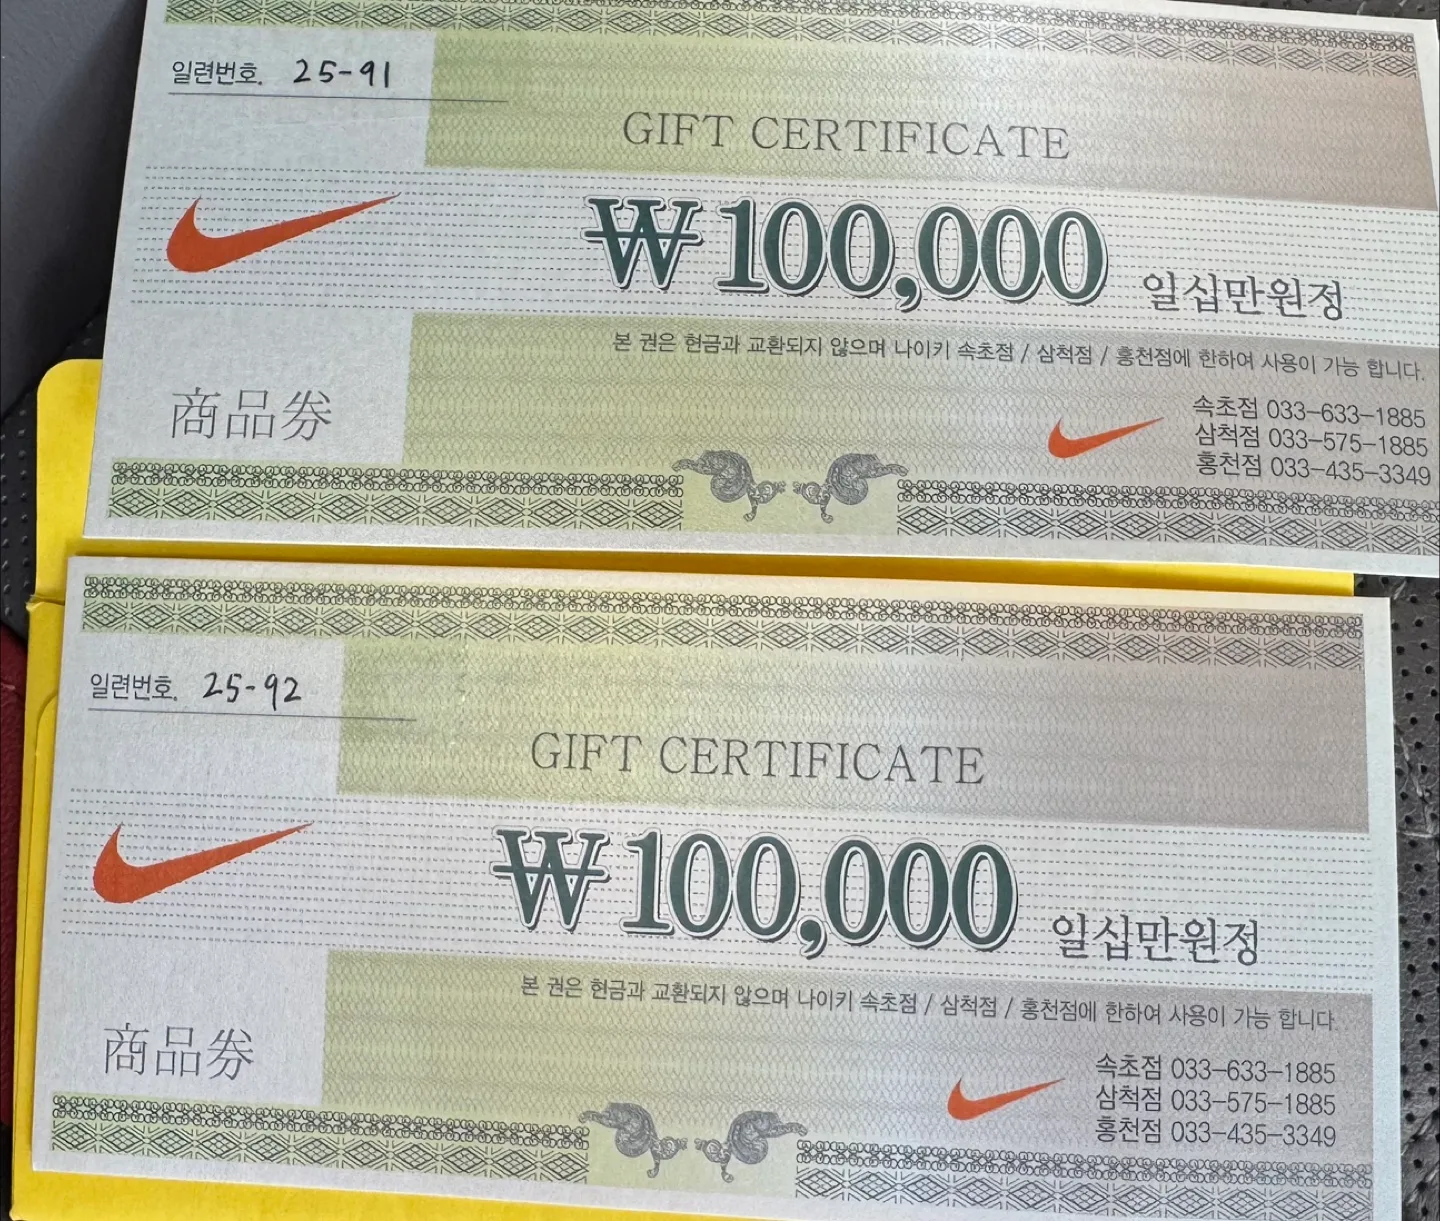 일련번호. 25-91
GIFT CERTIFICATE
₩100,000 일십만원정
본 권은 현금과 교환되지 않으며 나이키 속초점 / 삼척점 / 홍천점에 한하여 사용이 가능 합니다.
商品券
속초점 033-633-1885
삼척점 033-575-1885
홍천점 033-435-3349
일련번호. 25-92
GIFT CERTIFICATE
₩100,000 일십만원정
본 권은 현금과 교환되지 않으며 나이키 속초점 / 삼척점 / 홍천점에 한하여 사용이 가능 합니다.
商品券
속초점 033-633-1885
삼척점 033-575-1885
홍천점 033-435-3349